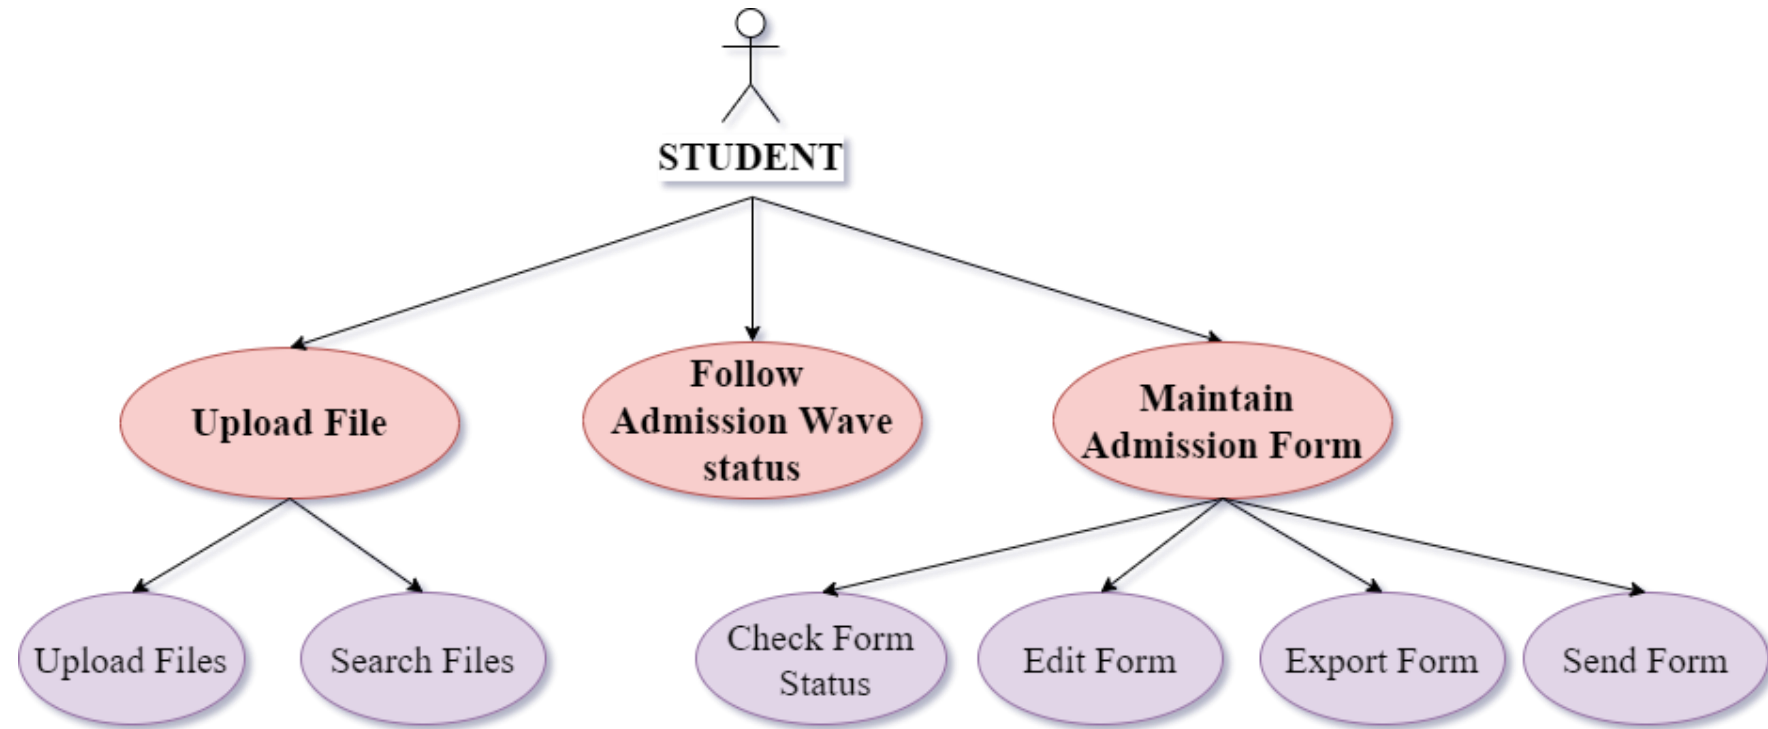 STUDENT
Upload File
Follow
Admission Wave
status
Maintain
Admission Form
Upload Files
Search Files
Check Form
Status
Edit Form
Export Form
Send Form